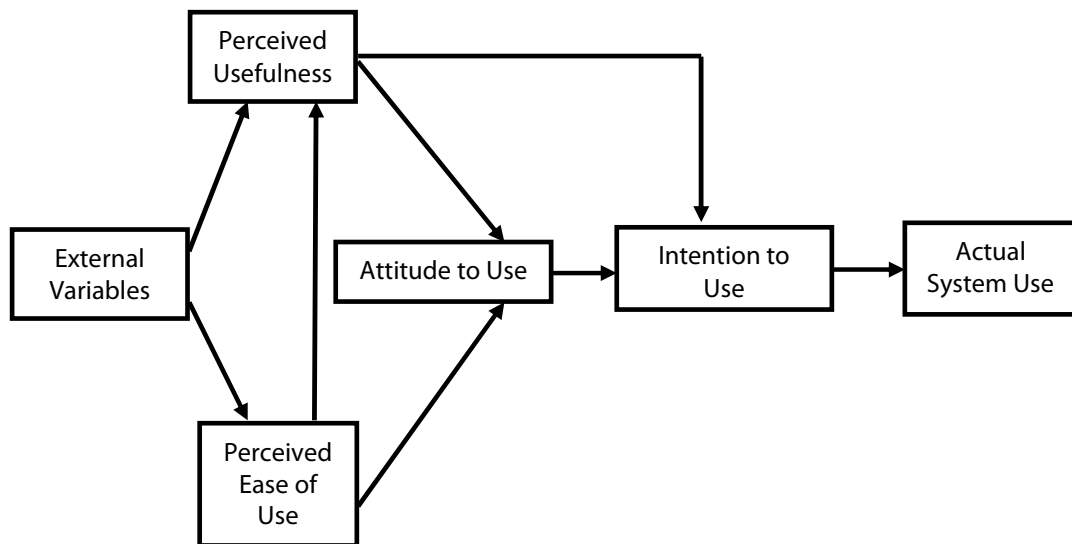 Perceived
Usefulness
External
Variables
Attitude to Use
Intention to
Use
Actual
System Use
Perceived
Ease of
Use